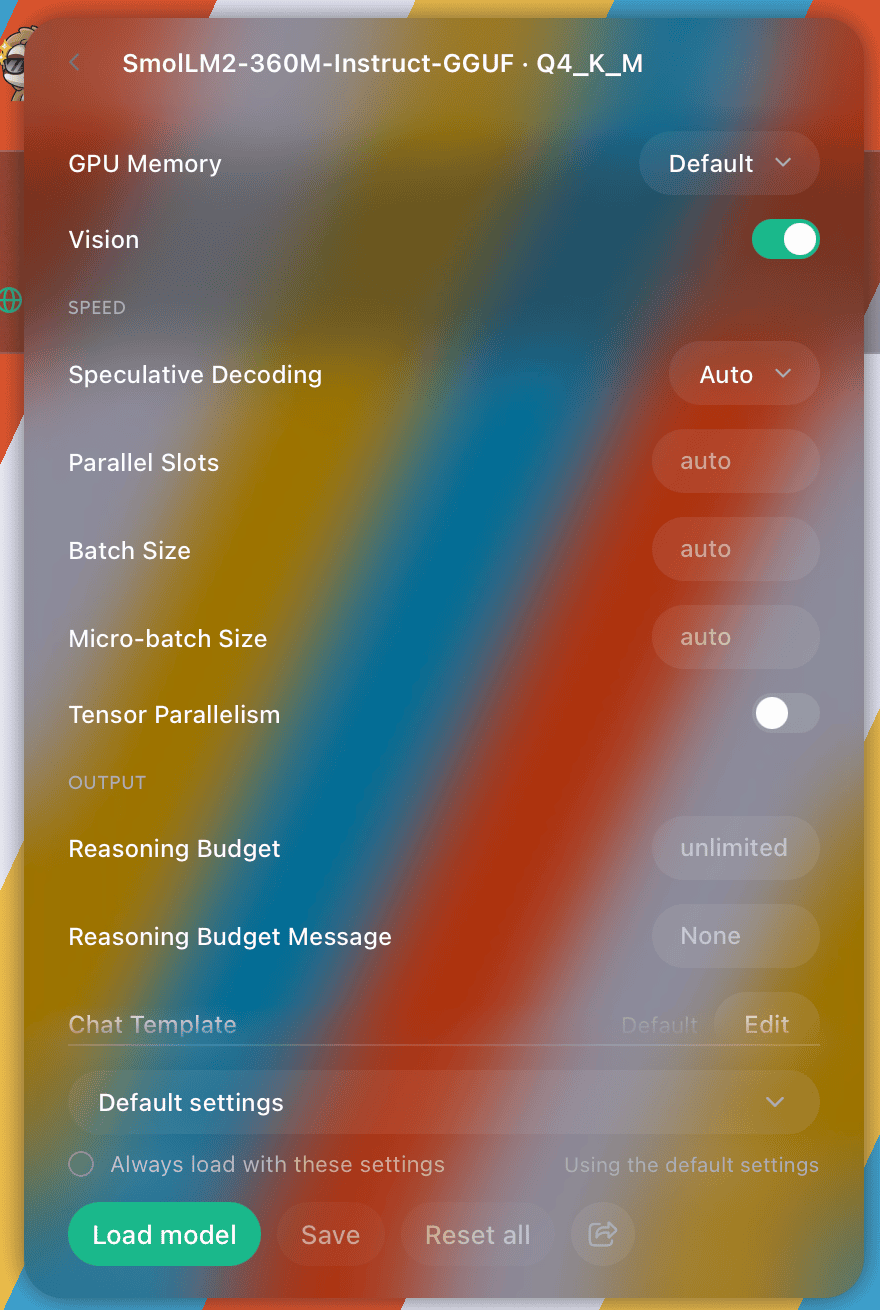 SmolLM2-360M-Instruct-GGUF · Q4_K_M
GPU Memory Default
Vision
SPEED
Speculative Decoding Auto
Parallel Slots auto
Batch Size auto
Micro-batch Size auto
Tensor Parallelism
OUTPUT
Reasoning Budget unlimited
Reasoning Budget Message None
Chat Template Default Edit
Default settings
Always load with these settings Using the default settings
Load model Save Reset all